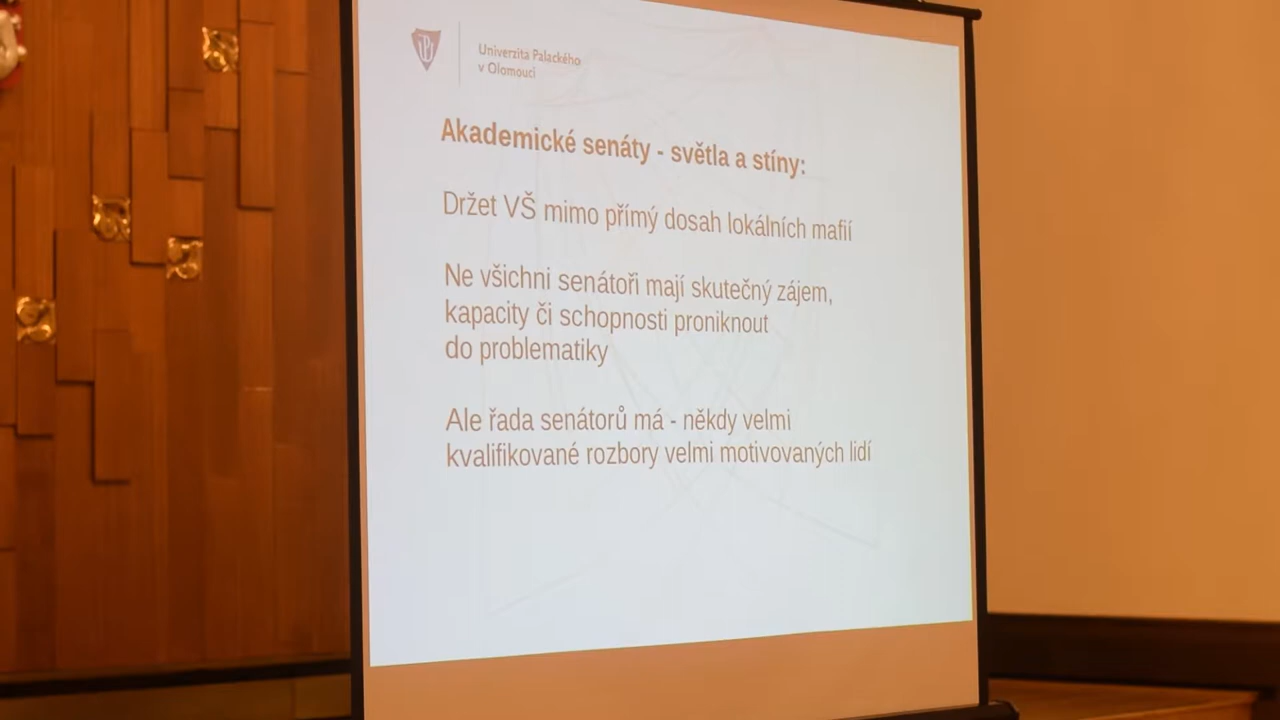 Univerzita Palackého
v Olomouci
Akademické senáty - světla a stíny:
Držet VŠ mimo přímý dosah lokálních mafií
Ne všichni senátoři mají skutečný zájem,
kapacity či schopnosti proniknout
do problematiky
Ale řada senátorů má - někdy velmi
kvalifikované rozbory velmi motivovaných lidí